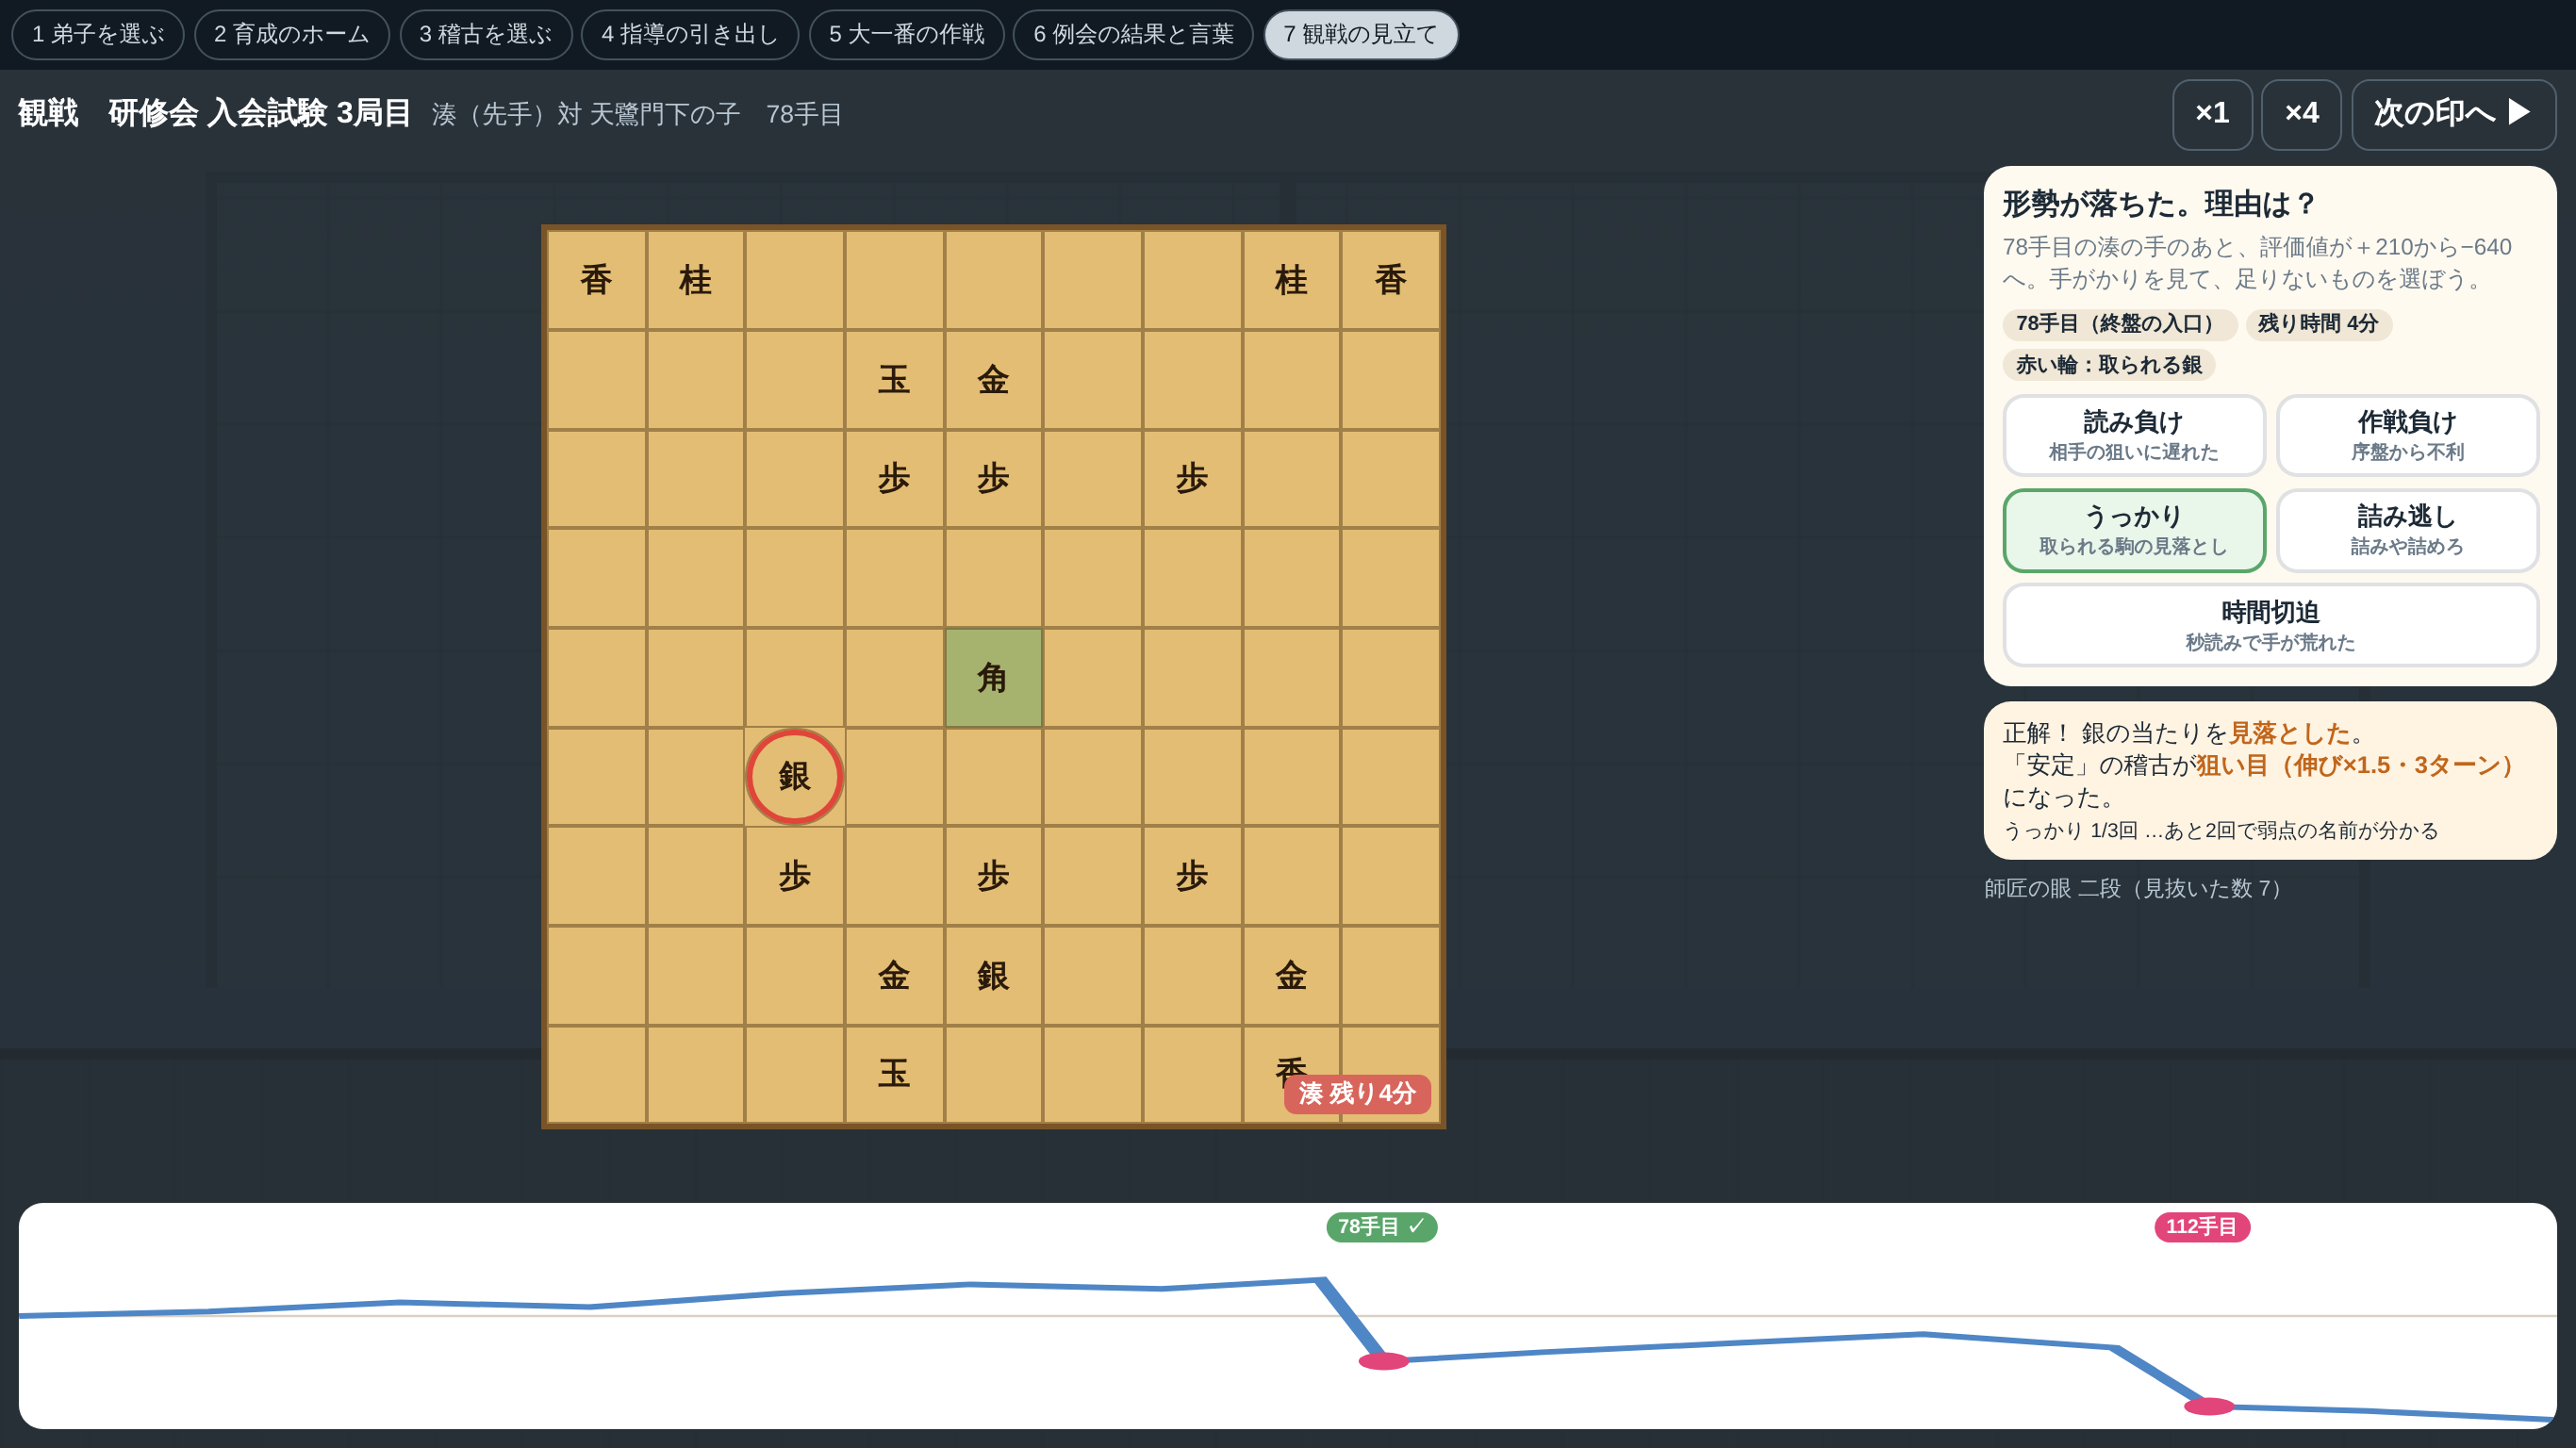 1 弟子を選ぶ
2 育成のホーム
3 稽古を選ぶ
4 指導の引き出し
5 大一番の作戦
6 例会の結果と言葉
7 観戦の見立て
観戦 研修会 入会試験 3局目 湊（先手）対 天鷺門下の子 78手目
×1
×4
次の印へ ▶
形勢が落ちた。理由は？
78手目の湊の手のあと、評価値が＋210から−640
へ。手がかりを見て、足りないものを選ぼう。
78手目（終盤の入口）
残り時間 4分
赤い輪：取られる銀
読み負け
相手の狙いに遅れた
作戦負け
序盤から不利
うっかり
取られる駒の見落とし
詰み逃し
詰みや詰めろ
時間切迫
秒読みで手が荒れた
正解！ 銀の当たりを見落とした。
「安定」の稽古が狙い目（伸び×1.5・3ターン）
になった。
うっかり 1/3回 …あと2回で弱点の名前が分かる
師匠の眼 二段（見抜いた数 7）
香 桂 桂 香
玉 金
歩 歩 歩
角
銀
歩 歩 歩
金 銀 金
玉 香
湊 残り4分
78手目 ✓
112手目